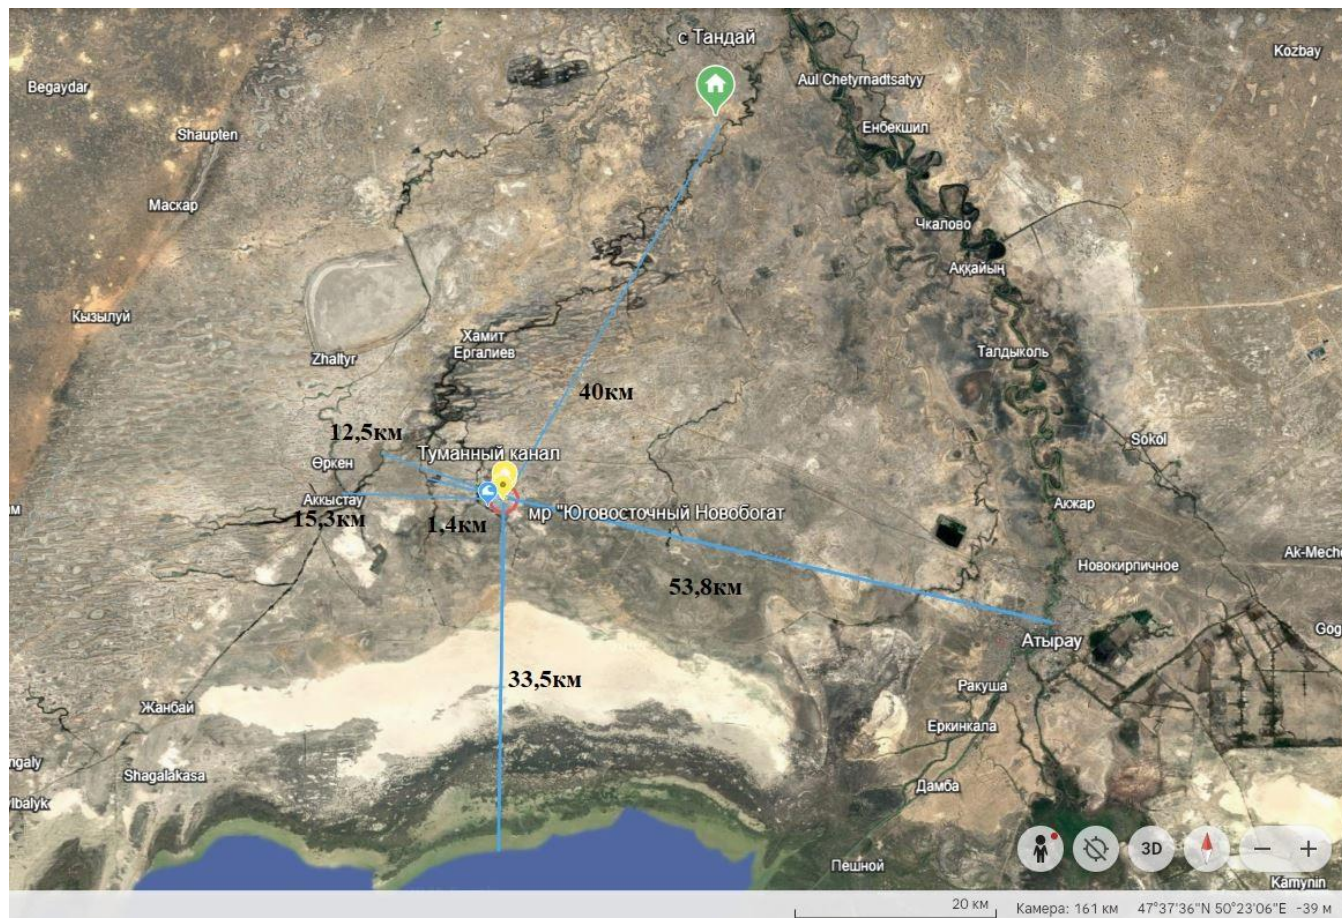 с Тандай
Kozbay
Begaydar
Aul Chetyrnadtsatyy
Shaupten
Енбекшил
Маскар
Чкалово
Аққайың
Кызылуй
Хамит
Ергалиев
Талдыколь
Zhaltyr
40км
12,5км
Туманный канал
Sokol
Өркен
Аккыстау
ам
15,3км
1,4км
мр "Юговосточный Новобогат
Акжар
Ak-Meche
Новокирпичное
53,8км
Gog
Атырау
33,5км
Ракуша
Жанбай
Еркинкала
ngaly
Shagalakasa
Дамба
ylbalyk
3D
Пешной
Kamynin
20 км
Камера: 161 км
47°37'36"N 50°23'06"E
-39 м